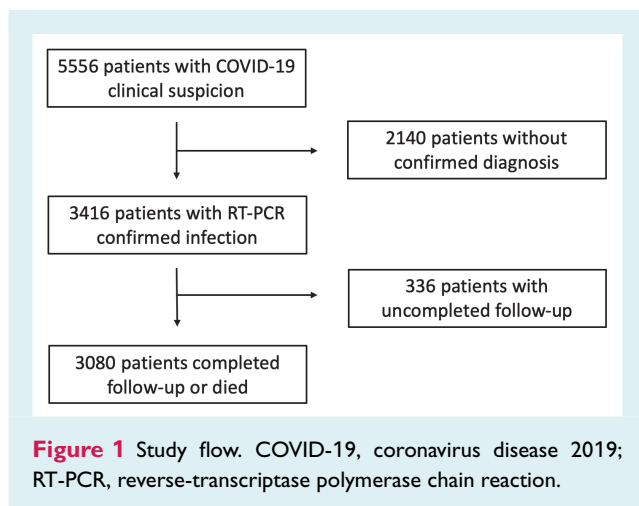 5556 patients with COVID-19
clinical suspicion
2140 patients without
confirmed diagnosis
3416 patients with RT-PCR
confirmed infection
336 patients with
uncompleted follow-up
3080 patients completed
follow-up or died
Figure 1 Study flow. COVID-19, coronavirus disease 2019;
RT-PCR, reverse-transcriptase polymerase chain reaction.